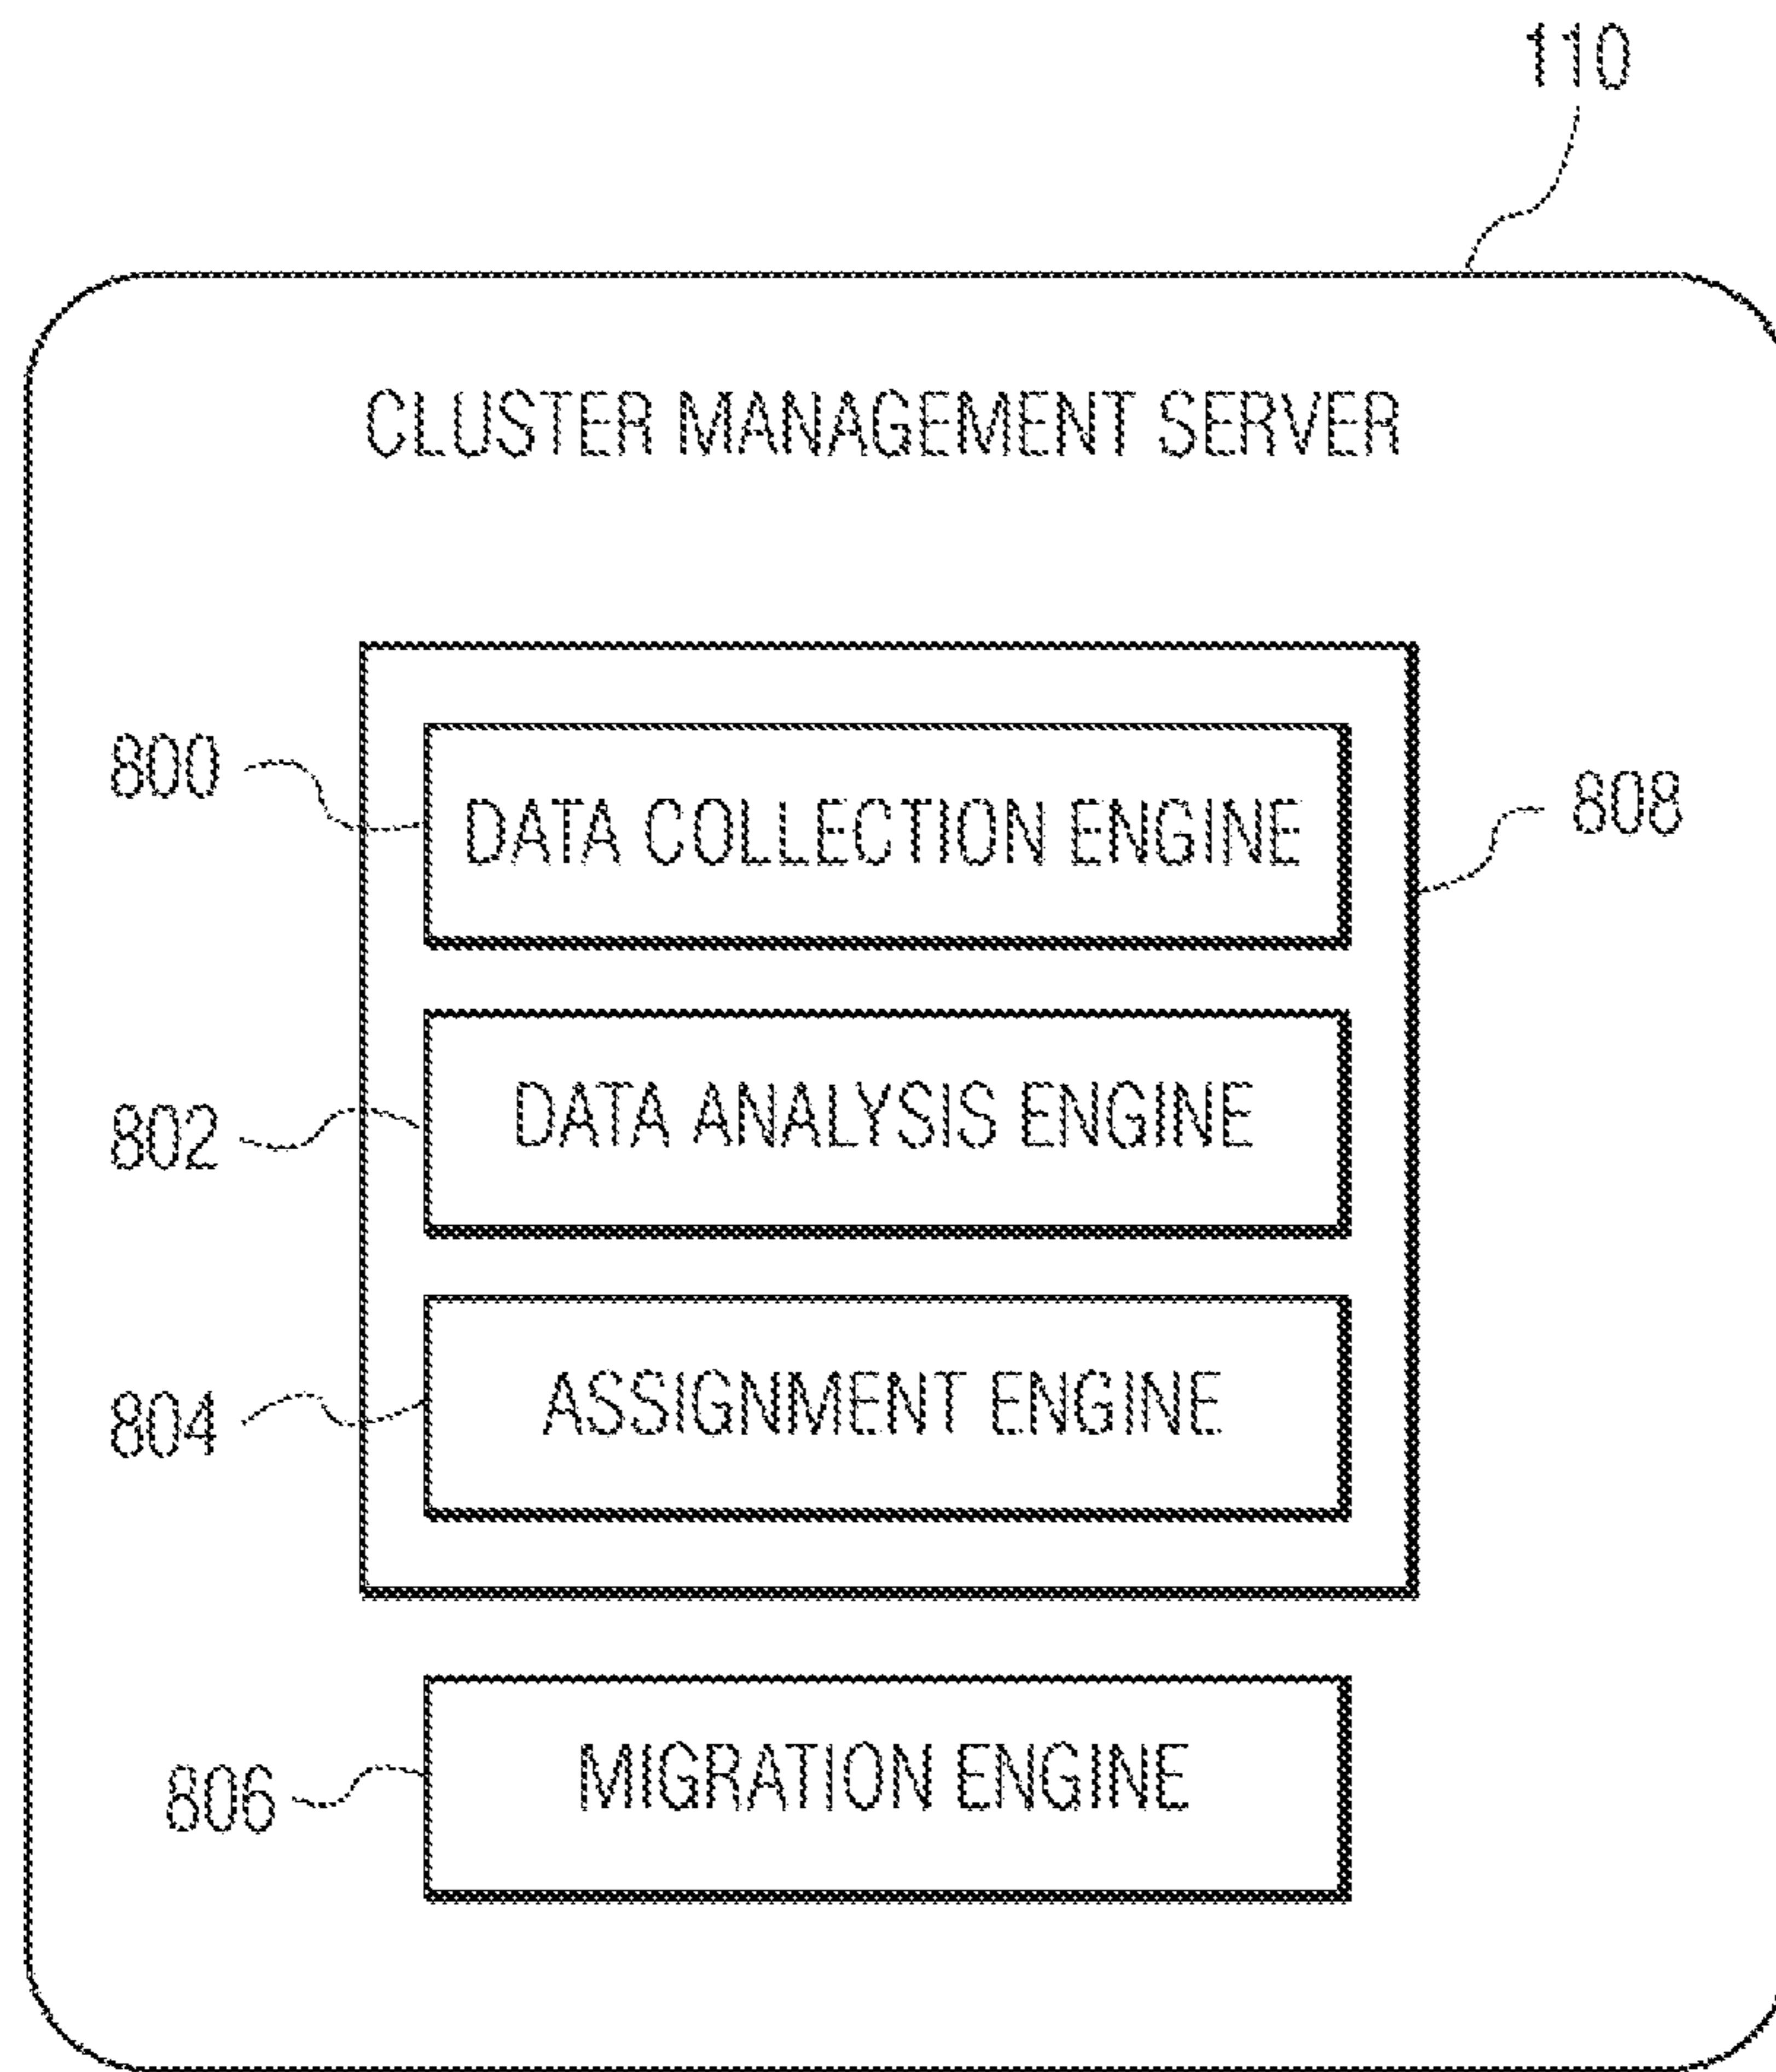 110
CLUSTER MANAGEMENT SERVER
800
DATA COLLECTION ENGINE
808
802
DATA ANALYSIS ENGINE
804
ASSIGNMENT ENGINE
806
MIGRATION ENGINE